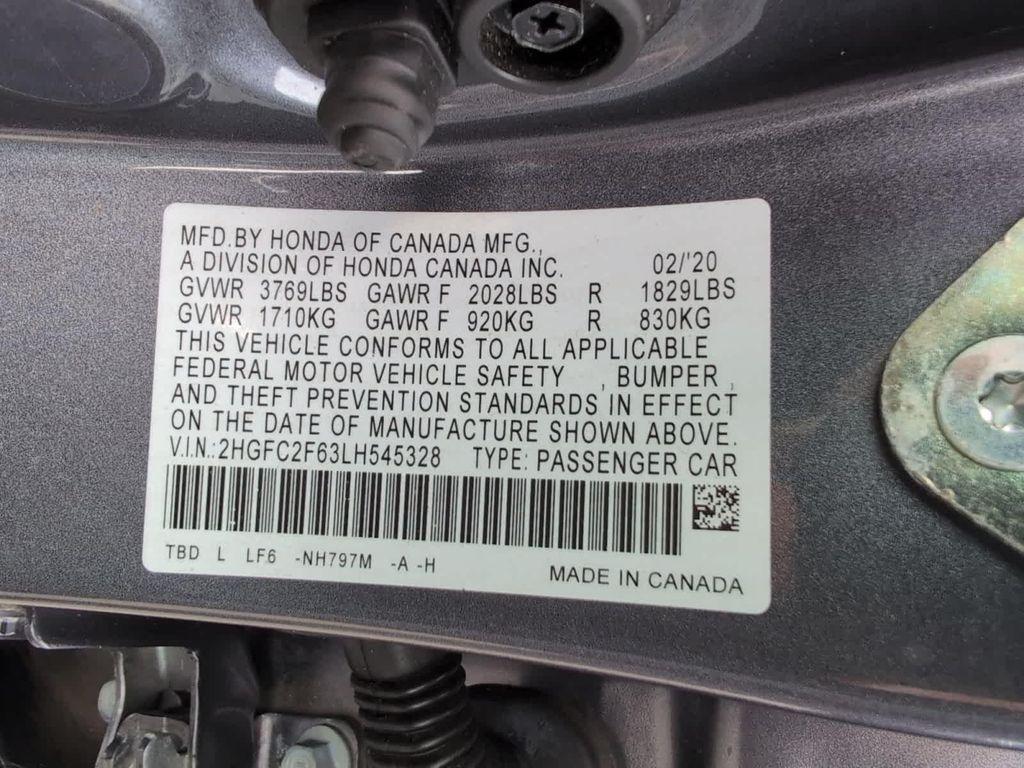 MFD.BY HONDA OF CANADA MFG.,
A DIVISION OF HONDA CANADA INC. 02/'20
GVWR 3769LBS GAWR F 2028LBS R 1829LBS
GVWR 1710KG GAWR F 920KG R 830KG
THIS VEHICLE CONFORMS TO ALL APPLICABLE
FEDERAL MOTOR VEHICLE SAFETY , BUMPER ,
AND THEFT PREVENTION STANDARDS IN EFFECT
ON THE DATE OF MANUFACTURE SHOWN ABOVE.
V.I.N.:2HGFC2F63LH545328 TYPE: PASSENGER CAR
TBD L LF6 -NH797M -A -H
MADE IN CANADA